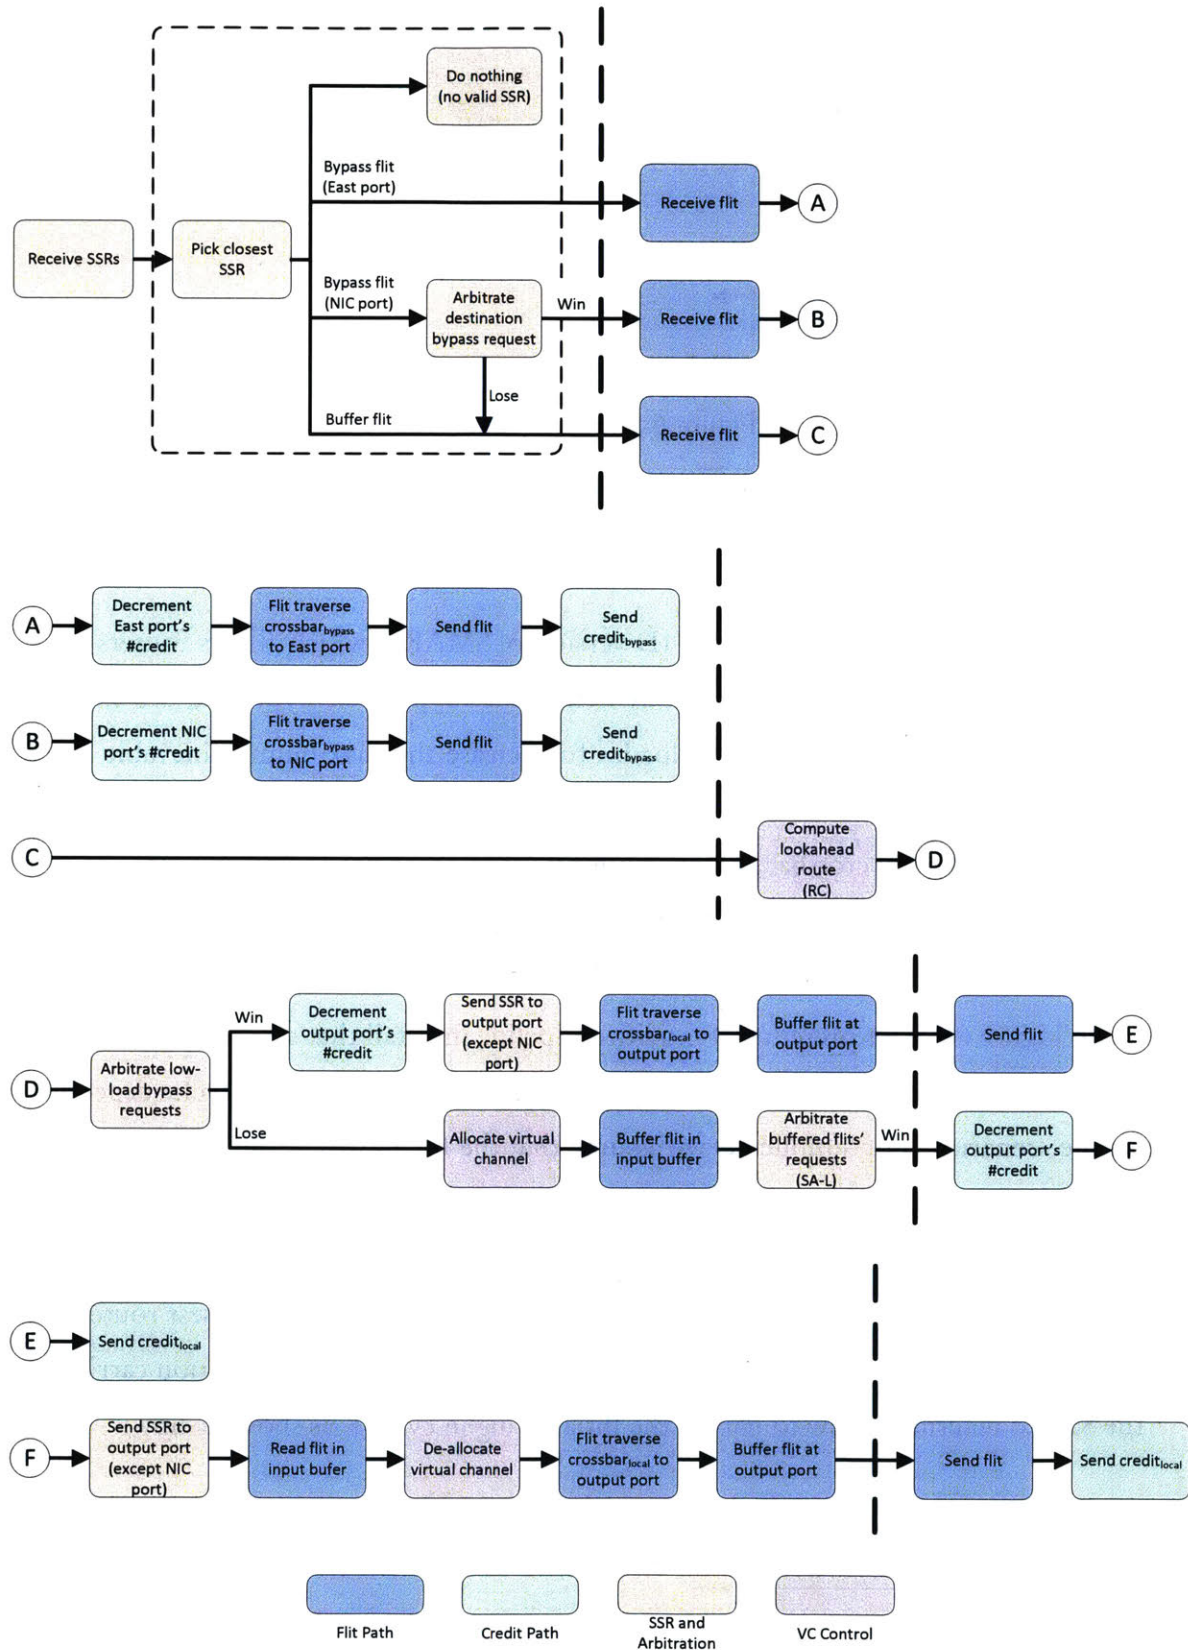 Do nothing
(no valid SSR)
Bypass flit
(East port)
Receive flit
A
Receive SSRs
Pick closest
SSR
Bypass flit
(NIC port)
Arbitrate
destination
bypass request
Win
Receive flit
B
Lose
Buffer flit
Receive flit
C
A
Decrement
East port's
#credit
Flit traverse
crossbarbypass
to East port
Send flit
Send
creditbypass
B
Decrement NIC
port's #credit
Flit traverse
crossbarbypass
to NIC port
Send flit
Send
creditbypass
C
Compute
lookahead
route
(RC)
D
D
Arbitrate low-
load bypass
requests
Win
Decrement
output port's
#credit
Send SSR to
output port
(except NIC
port)
Flit traverse
crossbarlocal to
output port
Buffer flit at
output port
Send flit
E
Lose
Allocate virtual
channel
Buffer flit in
input buffer
Arbitrate
buffered flits'
requests
(SA-L)
Win
Decrement
output port's
#credit
F
E
Send creditlocal
F
Send SSR to
output port
(except NIC
port)
Read flit in
input bufer
De-allocate
virtual channel
Flit traverse
crossbarlocal to
output port
Buffer flit at
output port
Send flit
Send creditlocal
Flit Path
Credit Path
SSR and
Arbitration
VC Control